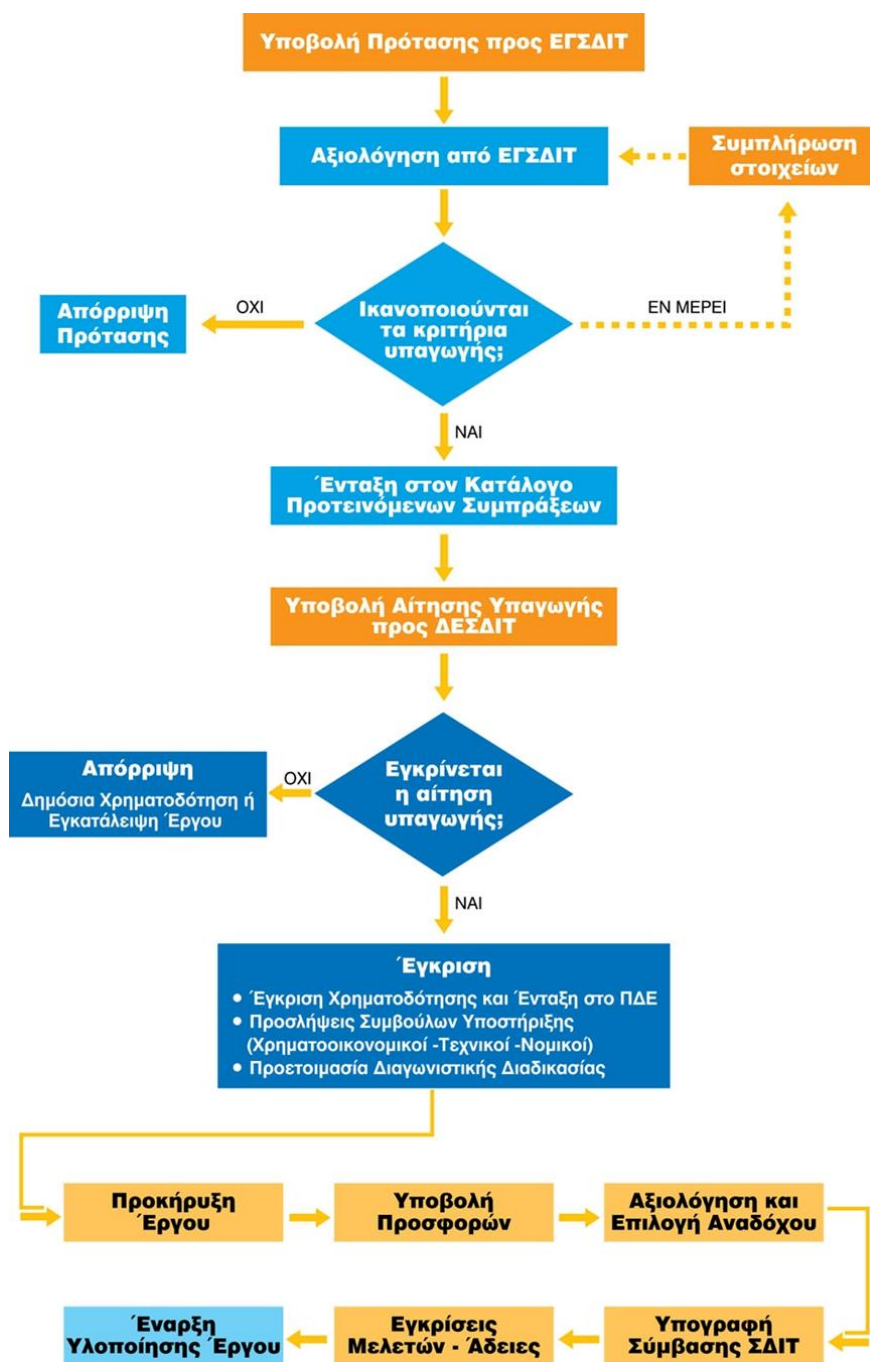 Υποβολή Πρότασης προς ΕΓΣΔΙΤ
Αξιολόγηση από ΕΓΣΔΙΤ
Συμπλήρωση
στοιχείων
Ικανοποιούνται
τα κριτήρια
υπαγωγής;
ΟΧΙ
Απόρριψη
Πρότασης
ΕΝ ΜΕΡΕΙ
ΝΑΙ
Ένταξη στον Κατάλογο
Προτεινόμενων Συμπράξεων
Υποβολή Αίτησης Υπαγωγής
προς ΔΕΣΔΙΤ
Εγκρίνεται
η αίτηση
υπαγωγής;
ΟΧΙ
Απόρριψη
Δημόσια Χρηματοδότηση ή
Εγκατάλειψη Έργου
ΝΑΙ
Έγκριση
• Έγκριση Χρηματοδότησης και Ένταξη στο ΠΔΕ
• Προσλήψεις Συμβούλων Υποστήριξης
(Χρηματοοικονομικοί -Τεχνικοί -Νομικοί)
• Προετοιμασία Διαγωνιστικής Διαδικασίας
Προκήρυξη
Έργου
Υποβολή
Προσφορών
Αξιολόγηση και
Επιλογή Αναδόχου
Υπογραφή
Σύμβασης ΣΔΙΤ
Εγκρίσεις
Μελετών - Άδειες
Έναρξη
Υλοποίησης Έργου